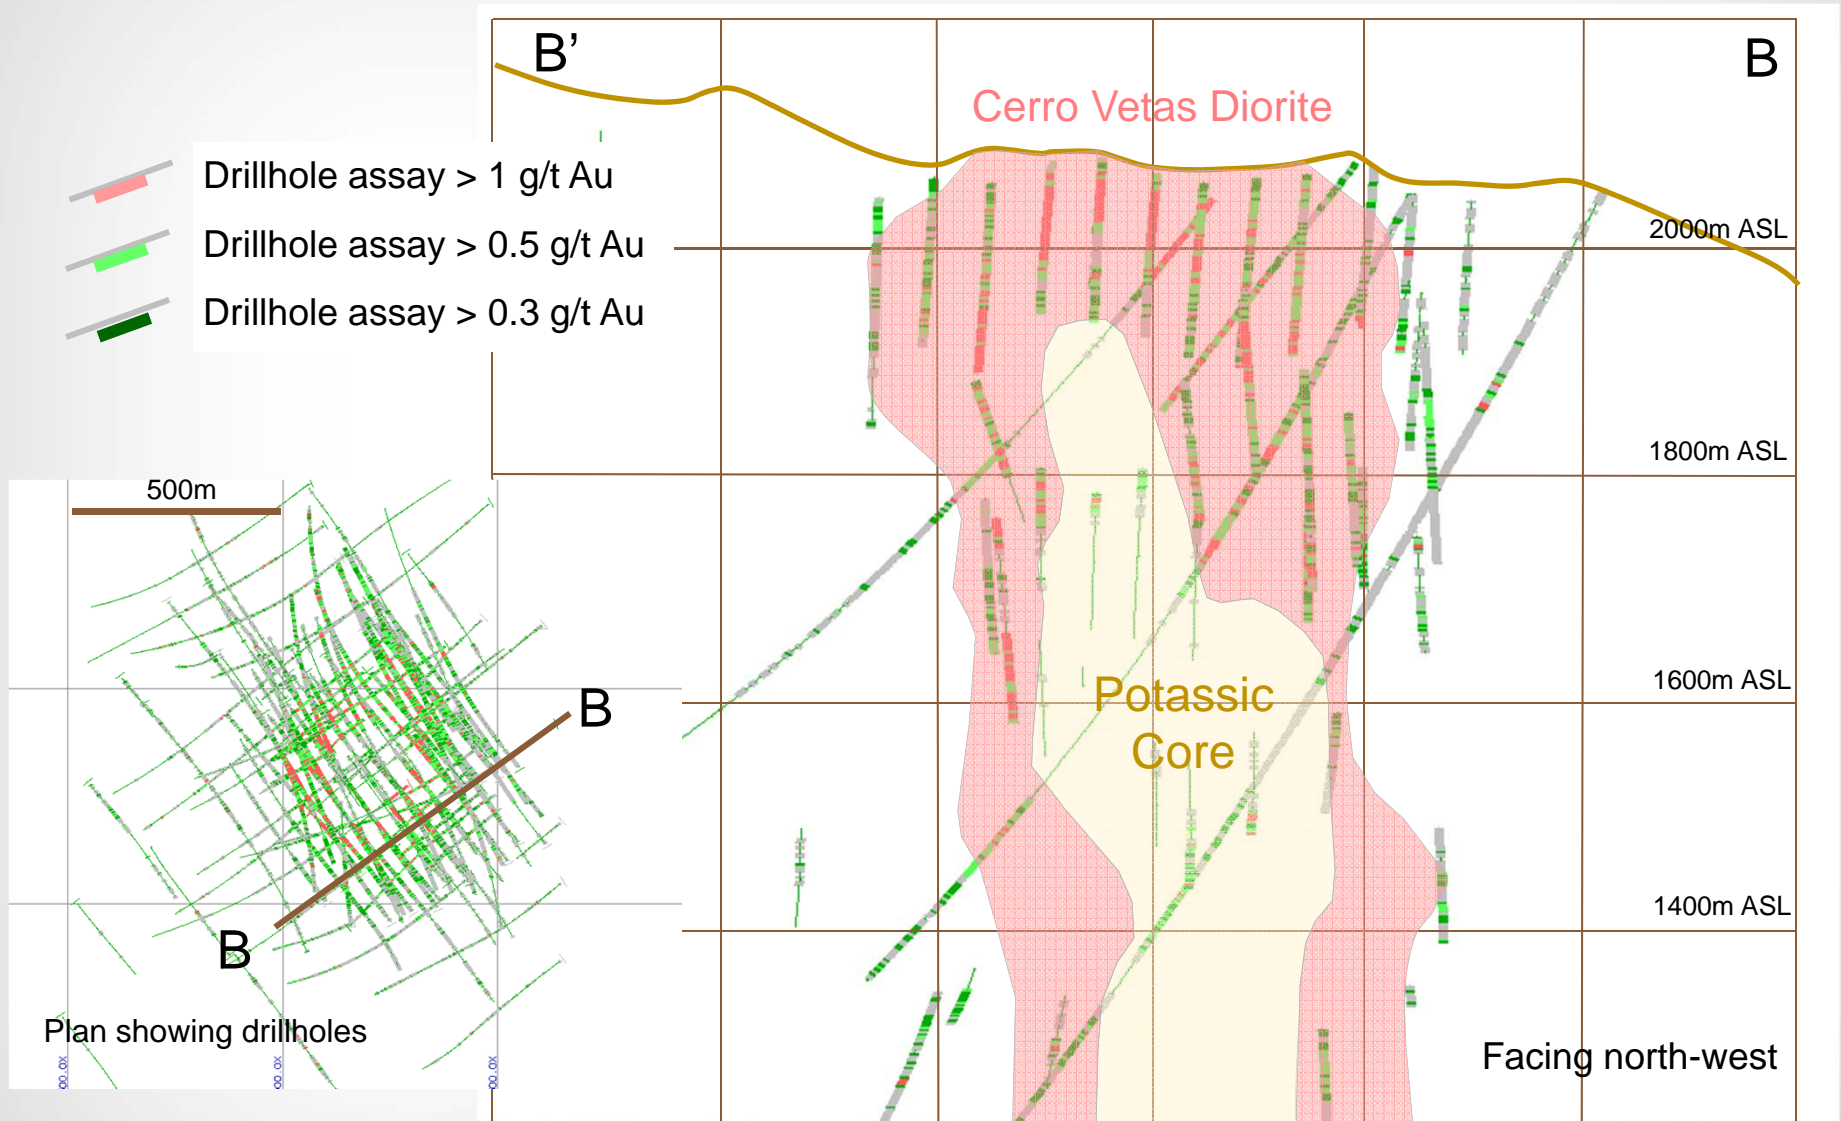 B’
B
Cerro Vetas Diorite
Drillhole assay > 1 g/t Au
Drillhole assay > 0.5 g/t Au
Drillhole assay > 0.3 g/t Au
2000m ASL
1800m ASL
500m
1600m ASL
Potassic
Core
B
B
1400m ASL
Plan showing drillholes
Facing north-west